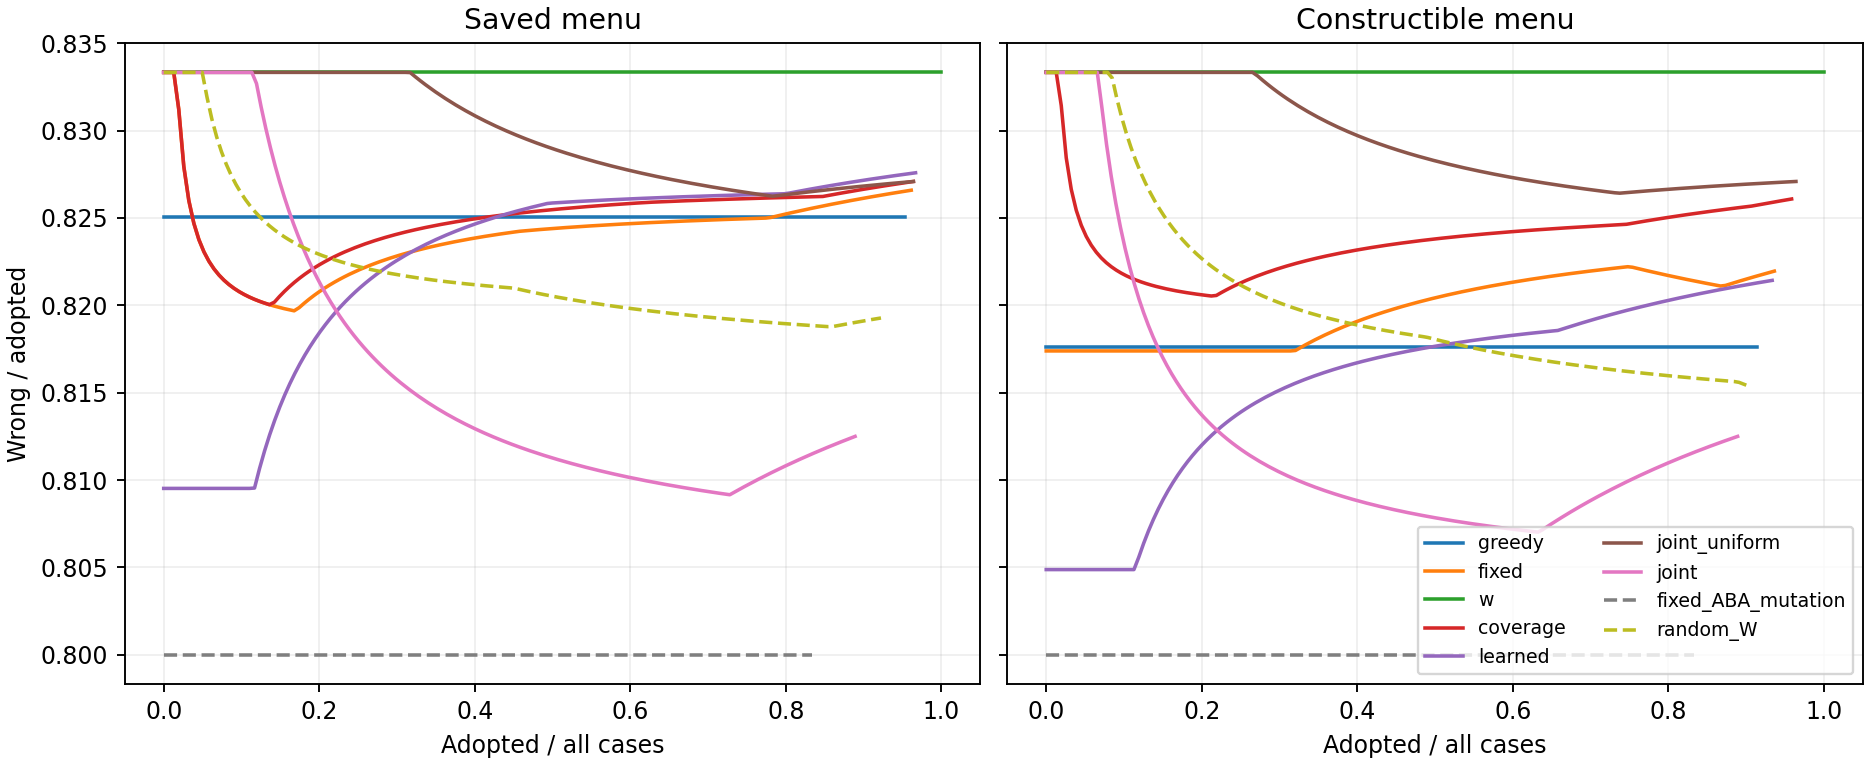 Saved menu
Constructible menu
Wrong / adopted
0.835
0.830
0.825
0.820
0.815
0.810
0.805
0.800
0.0 0.2 0.4 0.6 0.8 1.0
0.0 0.2 0.4 0.6 0.8 1.0
Adopted / all cases
Adopted / all cases
greedy
fixed
w
coverage
learned
joint_uniform
joint
fixed_ABA_mutation
random_W